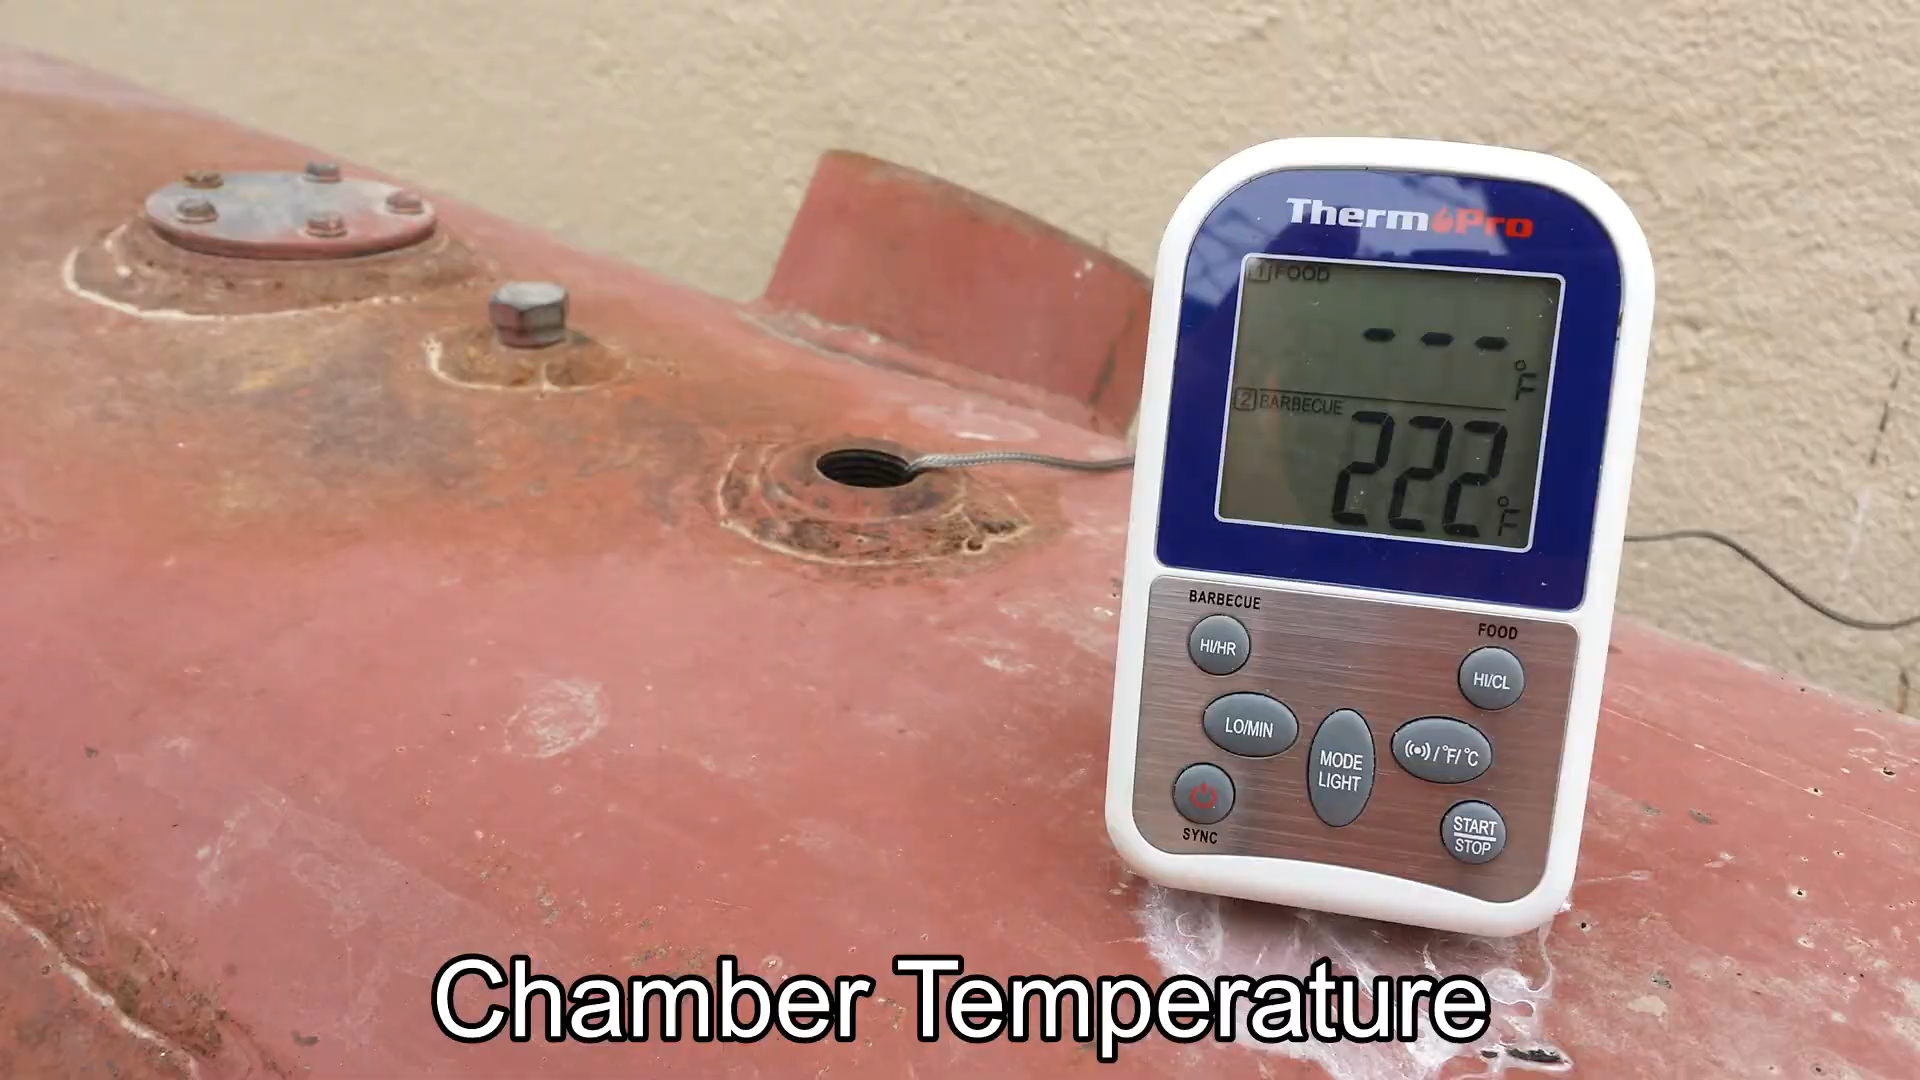 ThermoPro
1 FOOD
- - -
°F
2 BARBECUE
222 °F
BARBECUE
FOOD
HI/HR
HI/CL
LO/MIN
MODE
LIGHT
((•))/°F/°C
SYNC
START
STOP
Chamber Temperature